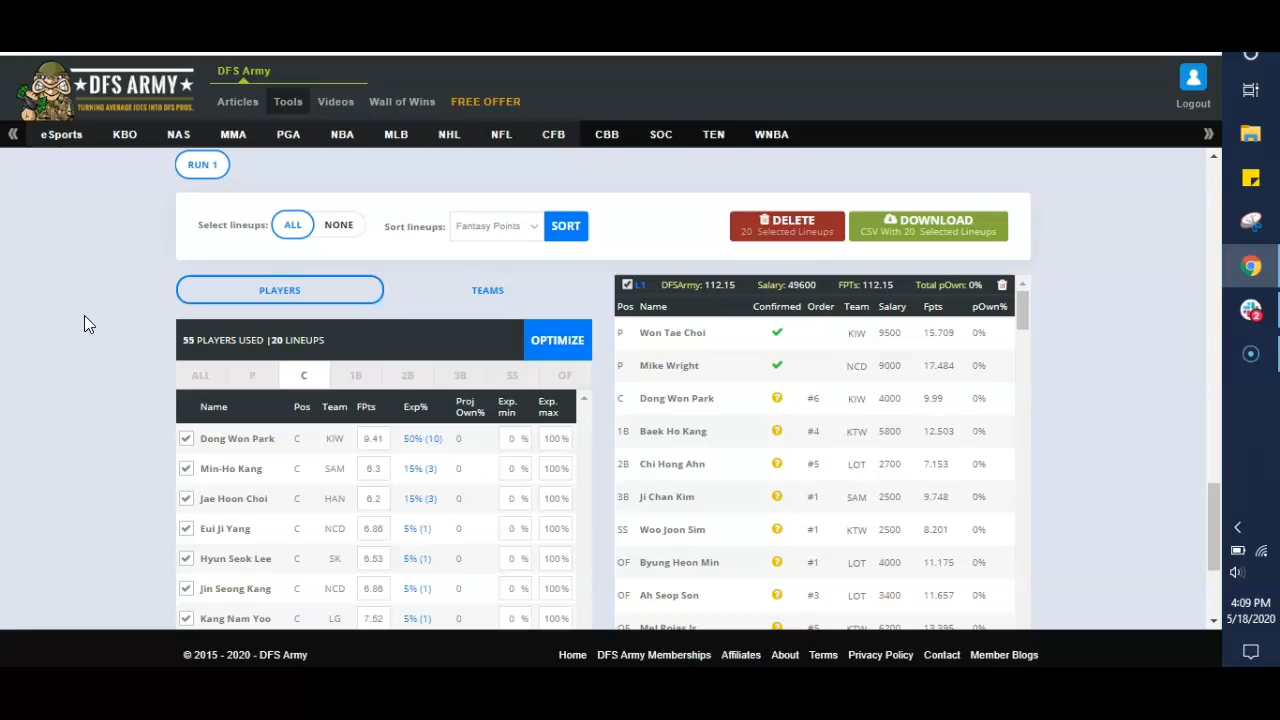 ★DFS ARMY★
TURNING AVERAGE JOES INTO DFS PROS.
DFS Army
Articles Tools Videos Wall of Wins FREE OFFER
Logout
« eSports KBO NAS MMA PGA NBA MLB NHL NFL CFB CBB SOC TEN WNBA »
RUN 1
Select lineups: ALL NONE Sort lineups: Fantasy Points SORT
DELETE
20 Selected Lineups
DOWNLOAD
CSV With 20 Selected Lineups
PLAYERS TEAMS
55 PLAYERS USED |20 LINEUPS OPTIMIZE
ALL P C 1B 2B 3B SS OF
Name Pos Team FPts Exp% Proj Own% Exp. min Exp. max
Dong Won Park C KIW 9.41 50% (10) 0 0 % 100%
Min-Ho Kang C SAM 6.3 15% (3) 0 0 % 100%
Jae Hoon Choi C HAN 6.2 15% (3) 0 0 % 100%
Eui Ji Yang C NCD 6.86 5% (1) 0 0 % 100%
Hyun Seok Lee C SK 6.53 5% (1) 0 0 % 100%
Jin Seong Kang C NCD 6.86 5% (1) 0 0 % 100%
Kang Nam Yoo C LG 7.52 5% (1) 0 0 % 100%
L1 DFSArmy: 112.15 Salary: 49600 FPTs: 112.15 Total pOwn: 0%
Pos Name Confirmed Order Team Salary Fpts pOwn%
P Won Tae Choi KIW 9500 15.709 0%
P Mike Wright NCD 9000 17.484 0%
C Dong Won Park ? #6 KIW 4000 9.99 0%
1B Baek Ho Kang ? #4 KTW 5800 12.503 0%
2B Chi Hong Ahn ? #5 LOT 2700 7.153 0%
3B Ji Chan Kim ? #1 SAM 2500 9.748 0%
SS Woo Joon Sim ? #1 KTW 2500 8.201 0%
OF Byung Heon Min ? #1 LOT 4000 11.175 0%
OF Ah Seop Son ? #3 LOT 3400 11.657 0%
OF Mel Rojas Jr. ? #5 KTW 6200 13.395 0%
© 2015 - 2020 - DFS Army Home DFS Army Memberships Affiliates About Terms Privacy Policy Contact Member Blogs
2
4:09 PM
5/18/2020